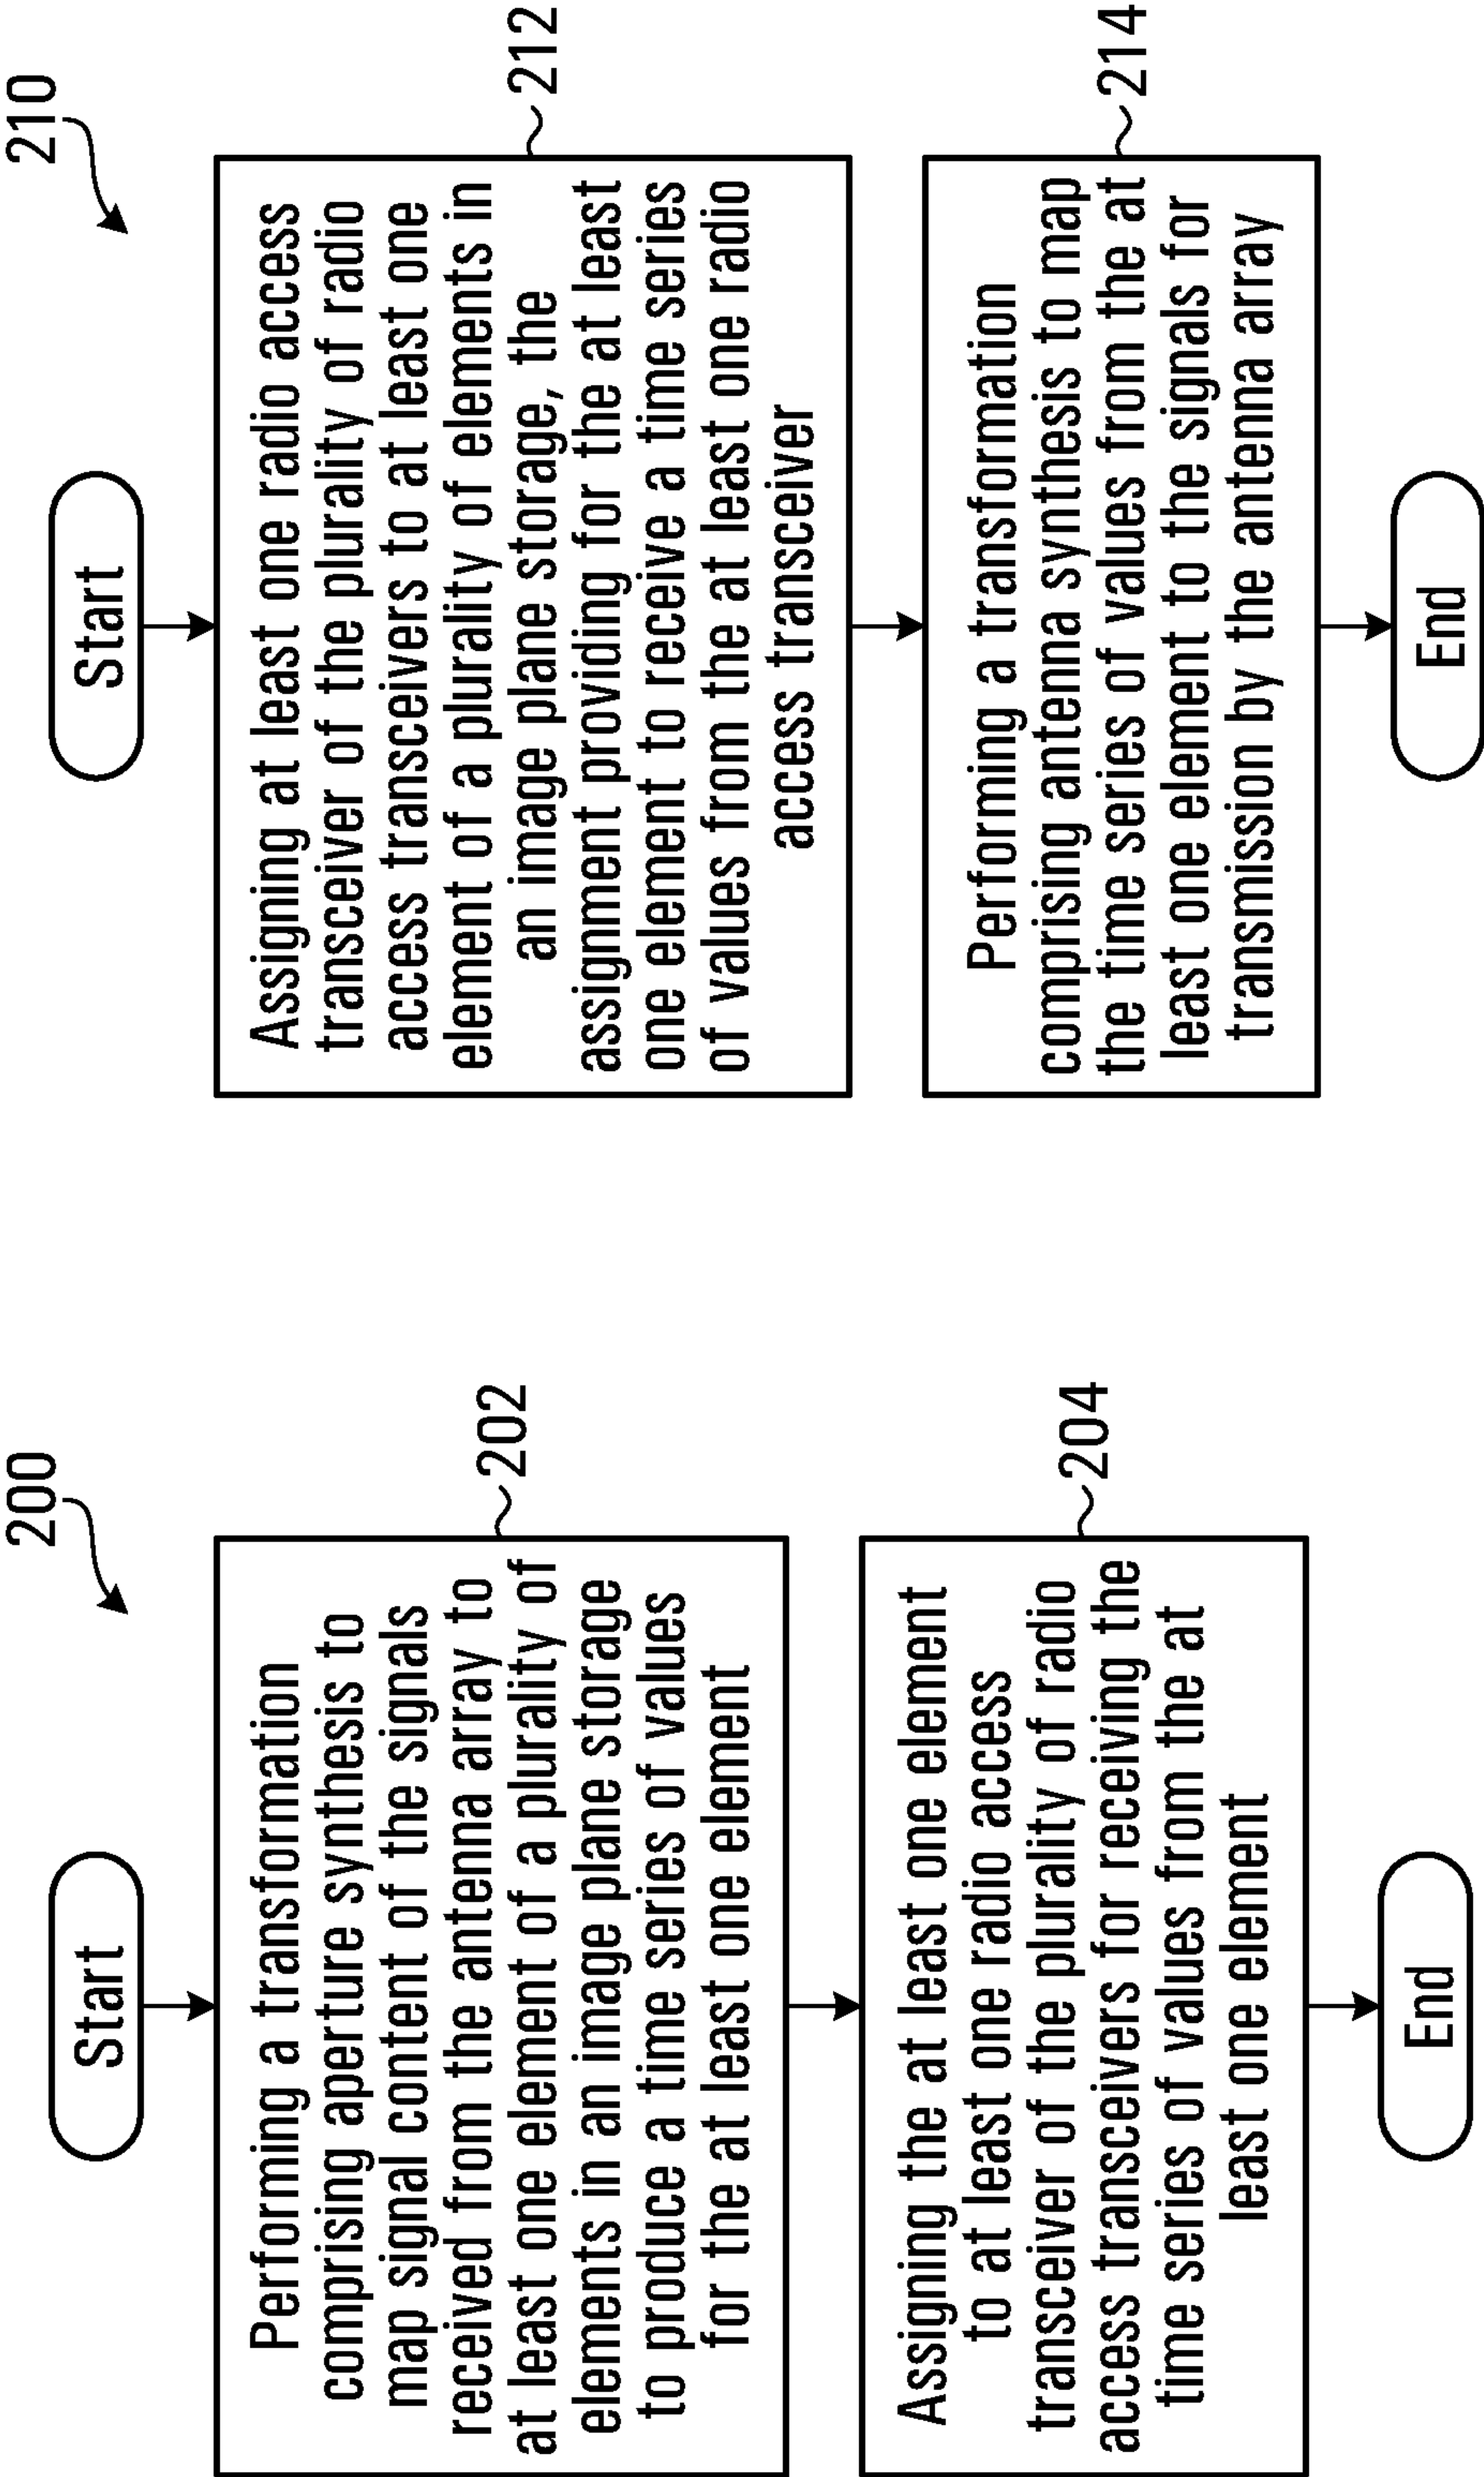 200
Start
Performing a transformation
comprising aperture synthesis to
map signal content of the signals
received from the antenna array to
at least one element of a plurality of
elements in an image plane storage
to produce a time series of values
for the at least one element
202
Assigning the at least one element
to at least one radio access
transceiver of the plurality of radio
access transceivers for receiving the
time series of values from the at
least one element
204
End
210
Start
Assigning at least one radio access
transceiver of the plurality of radio
access transceivers to at least one
element of a plurality of elements in
an image plane storage, the
assignment providing for the at least
one element to receive a time series
of values from the at least one radio
access transceiver
212
Performing a transformation
comprising antenna synthesis to map
the time series of values from the at
least one element to the signals for
transmission by the antenna array
214
End